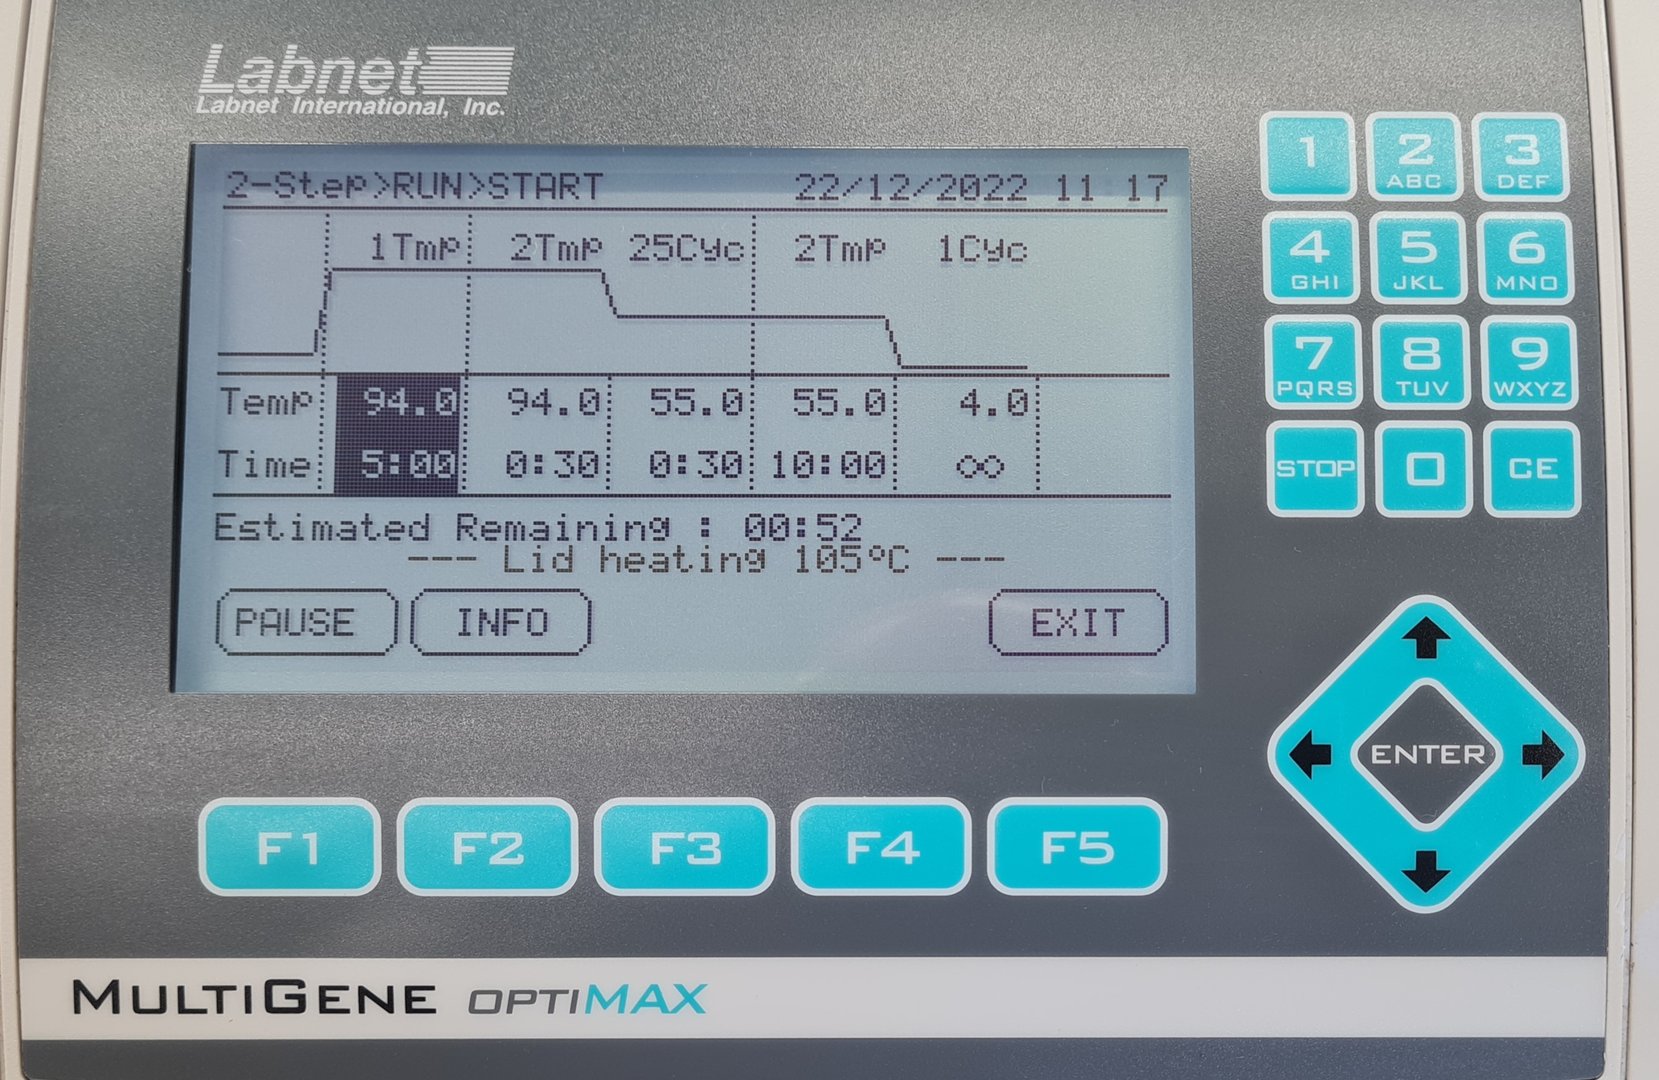 Labnet
Labnet International, Inc.
2-Step>RUN>START 22/12/2022 11 17
1Tmp 2Tmp 25Cyc 2Tmp 1Cyc
Temp 94.0 94.0 55.0 55.0 4.0
Time 5:00 0:30 0:30 10:00 ∞
Estimated Remaining : 00:52
--- Lid heating 105°C ---
PAUSE INFO EXIT
F1 F2 F3 F4 F5
1 2 3
ABC DEF
4 5 6
GHI JKL MNO
7 8 9
PQRS TUV WXYZ
STOP 0 CE
ENTER
MULTIGENE OPTIMAX